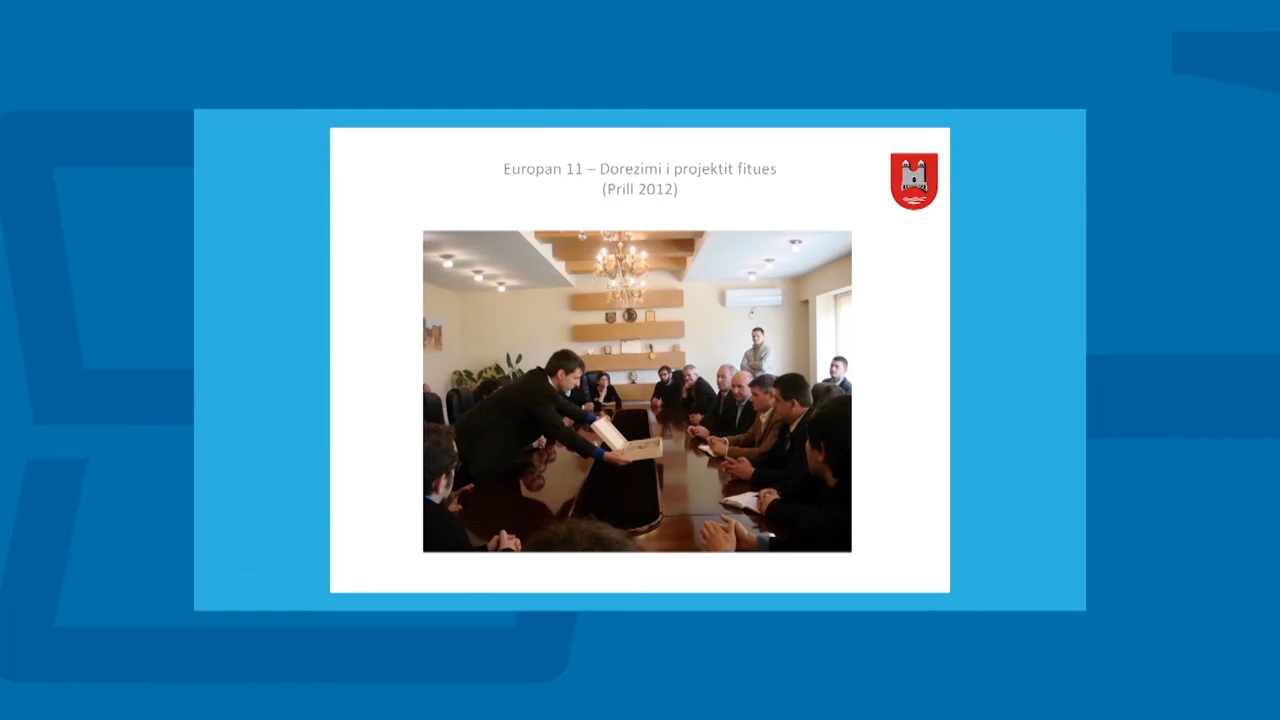 Europan 11 – Dorezimi i projektit fitues
(Prill 2012)